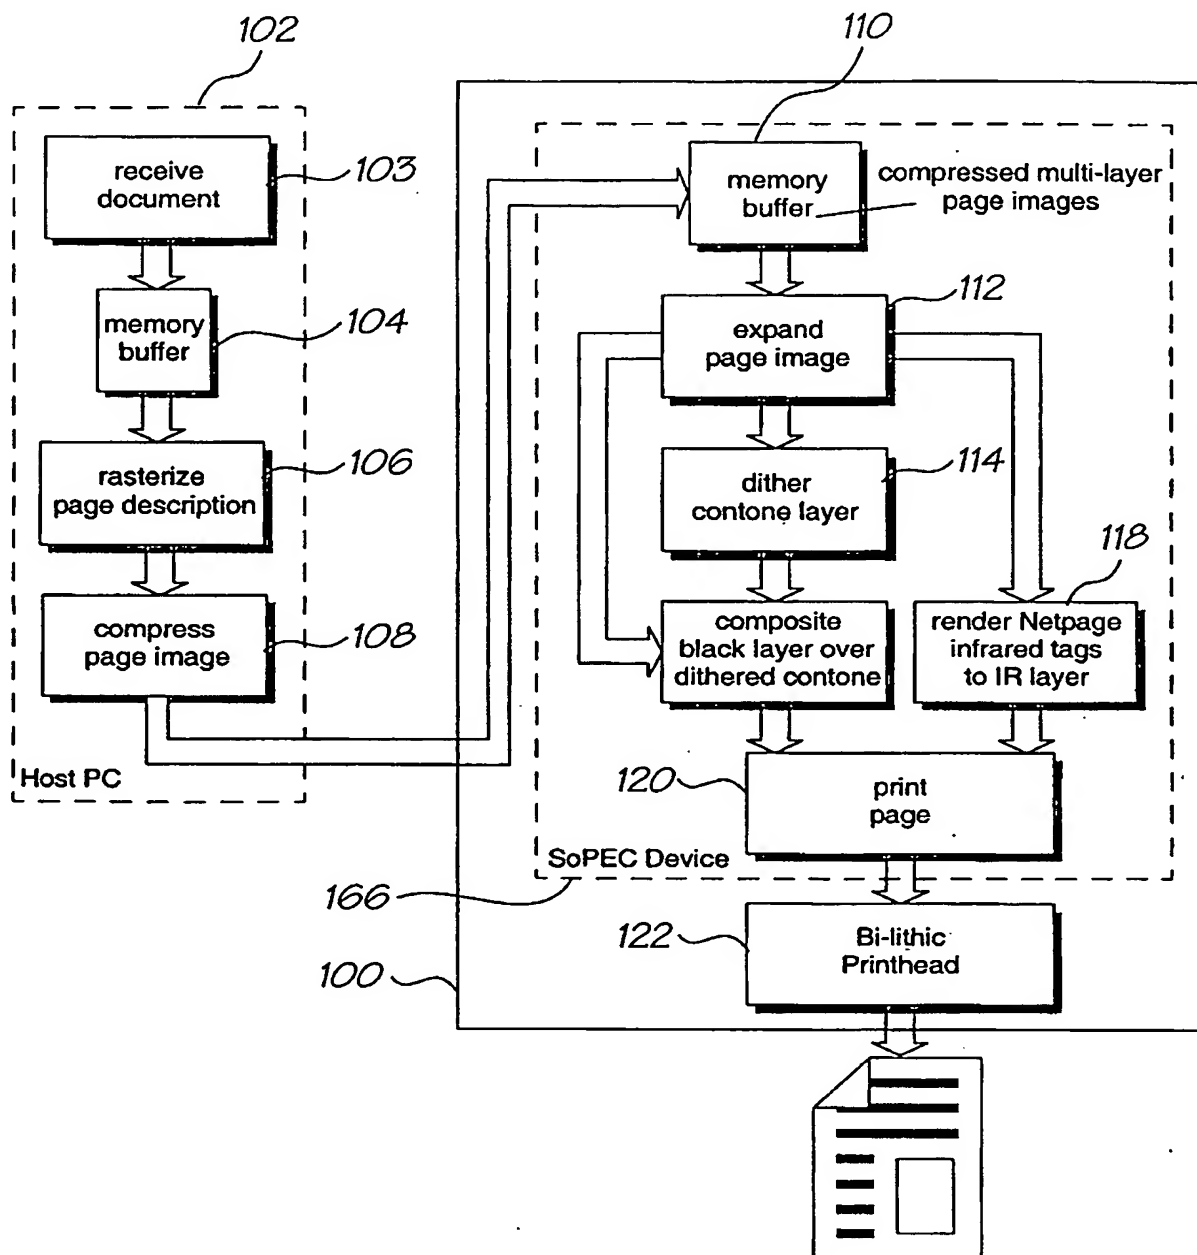 102
110
receive
document
103
memory
buffer
compressed multi-layer
page images
memory
buffer
104
expand
page image
112
rasterize
page description
106
dither
contone layer
114
118
compress
page image
108
composite
black layer over
dithered contone
render Netpage
infrared tags
to IR layer
Host PC
120
print
page
SoPEC Device
166
122
Bi-lithic
Printhead
100